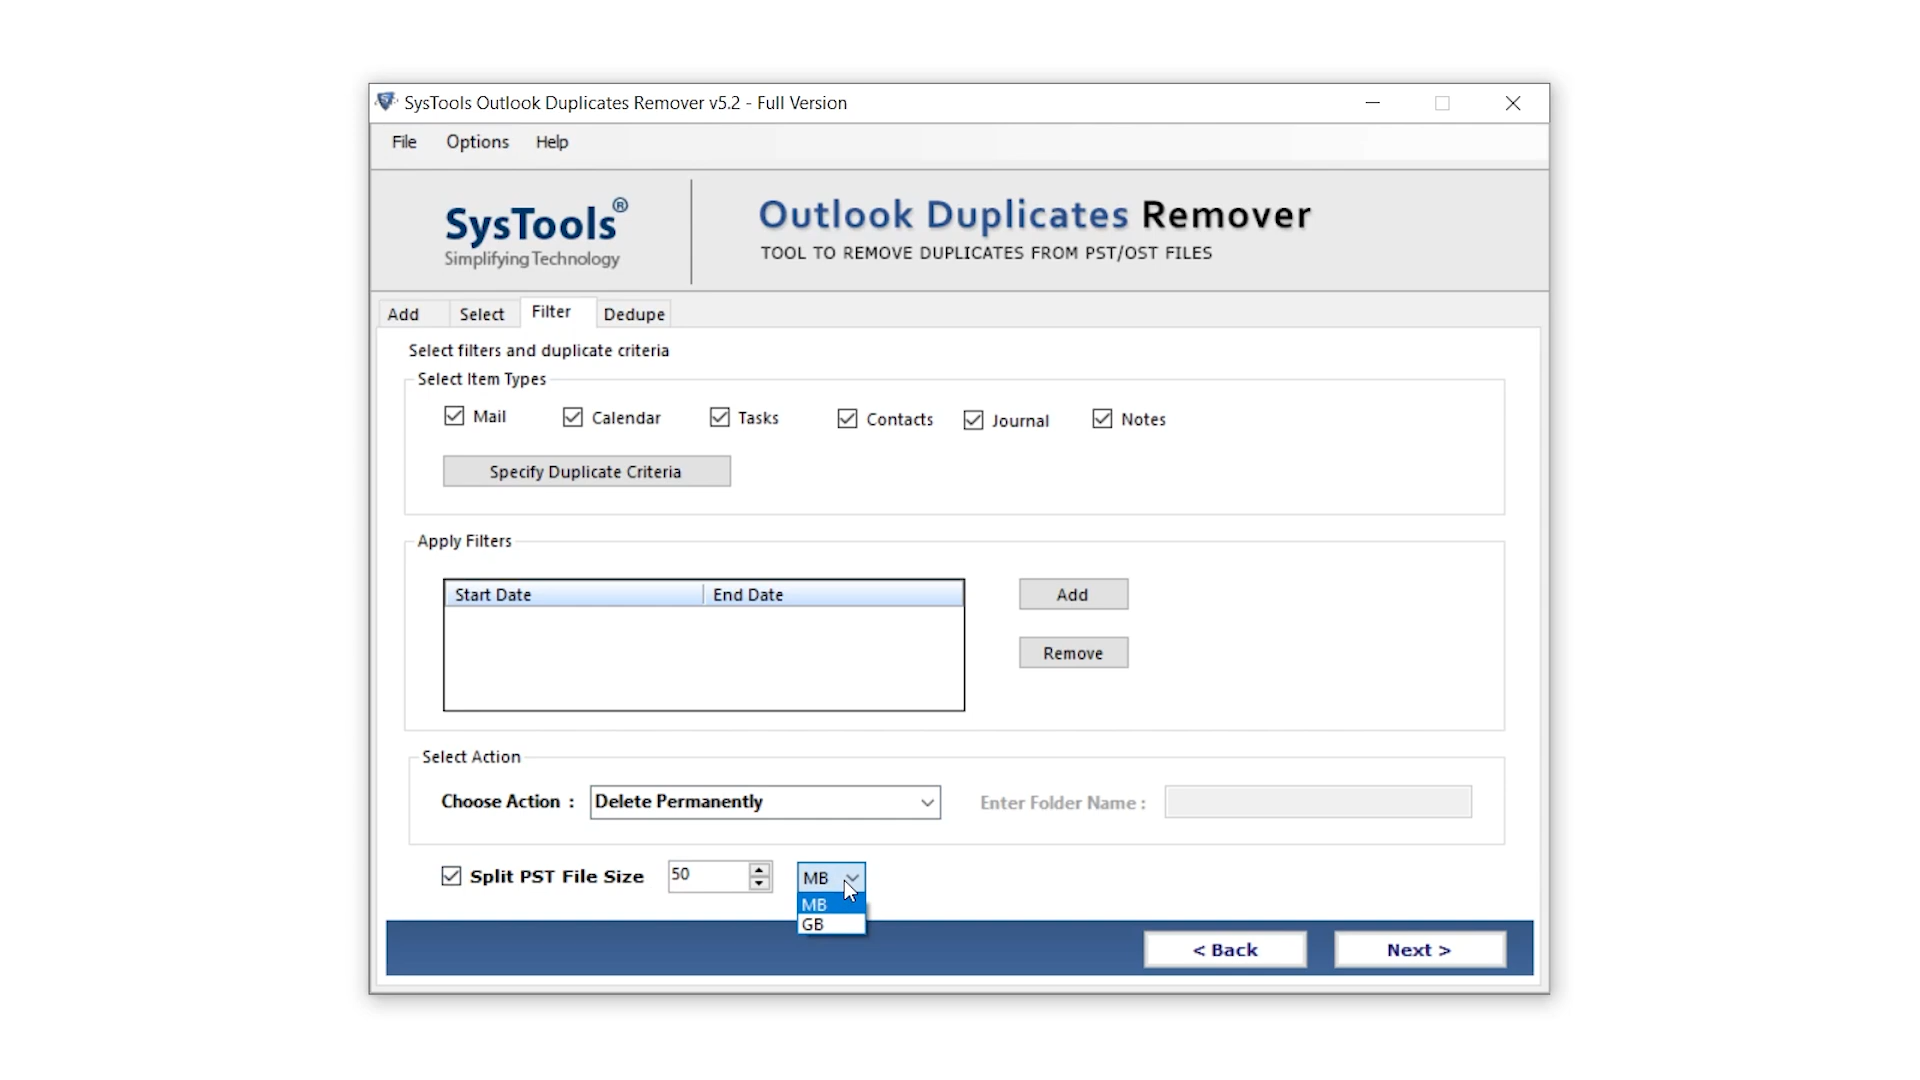 SysTools Outlook Duplicates Remover v5.2 - Full Version
File Options Help
SysTools®
Simplifying Technology
Outlook Duplicates Remover
TOOL TO REMOVE DUPLICATES FROM PST/OST FILES
Add Select Filter Dedupe
Select filters and duplicate criteria
Select Item Types
Mail Calendar Tasks Contacts Journal Notes
Specify Duplicate Criteria
Apply Filters
Start Date End Date
Add
Remove
Select Action
Choose Action : Delete Permanently Enter Folder Name :
Split PST File Size 50 MB
MB
GB
< Back Next >